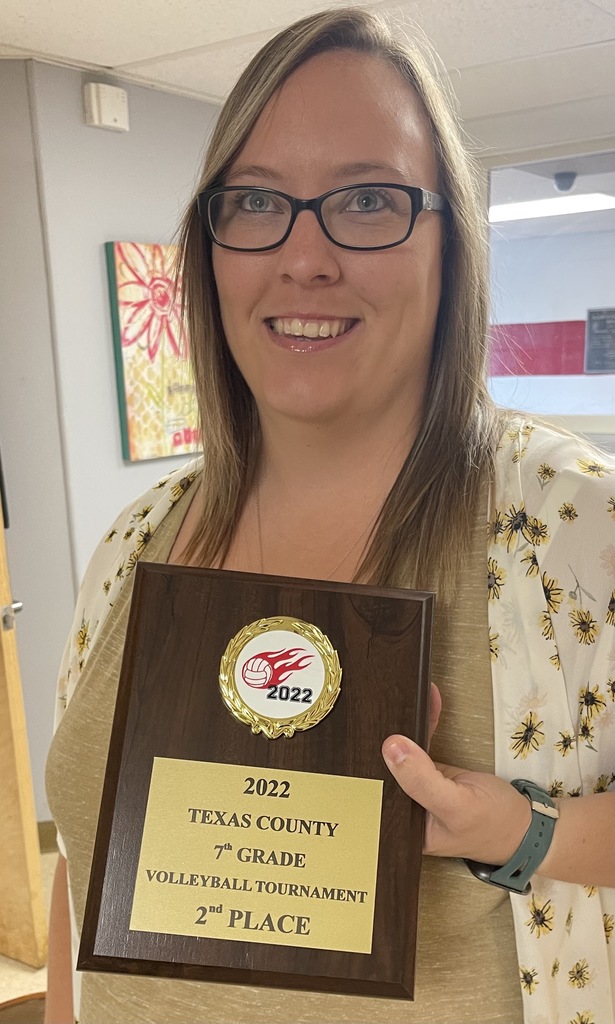 2022
2022
TEXAS COUNTY
7th GRADE
VOLLEYBALL TOURNAMENT
2nd PLACE